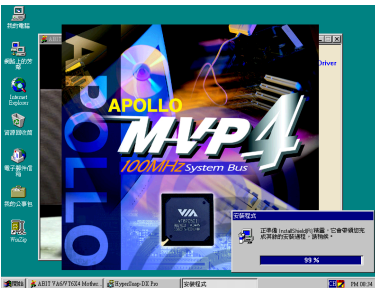 我的電腦
網路上的芳鄰
Internet
Explorer
資源回收筒
電子郵件信箱
我的公事包
WinZip
Driver
APOLLO
APOLLO
MVP4
100MHz System Bus
VIA
安裝程式
正準備 InstallShield(R) 精靈，它會帶領您完
成其餘的安裝過程。請稍候。
99 %
開始
ABIT VA6/VT6X4 Mother...
HyperSnap-DX Pro
安裝程式
CH
PM 08:34